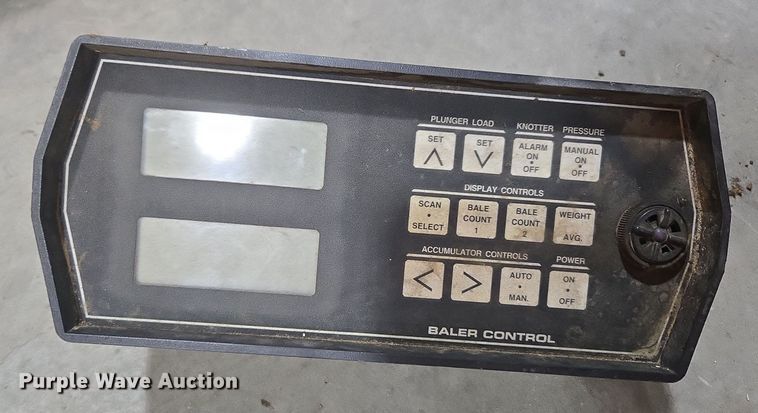 PLUNGER LOAD KNOTTER PRESSURE
SET
SET
ALARM
ON
OFF
MANUAL
ON
OFF
DISPLAY CONTROLS
SCAN
SELECT
BALE
COUNT
1
BALE
COUNT
2
WEIGHT
AVG.
ACCUMULATOR CONTROLS POWER
< >
AUTO
MAN.
ON
OFF
BALER CONTROL
Purple Wave Auction